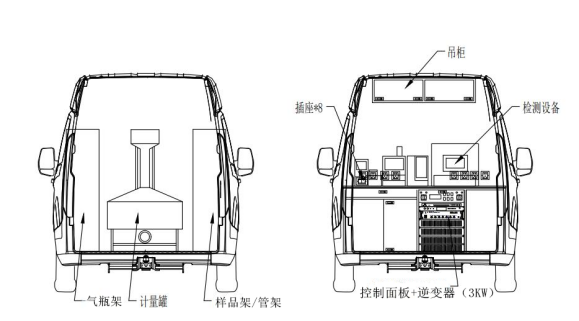 吊柜
插座*8
检测设备
气瓶架
计量罐
样品架/管架
控制面板+逆变器（3KW）